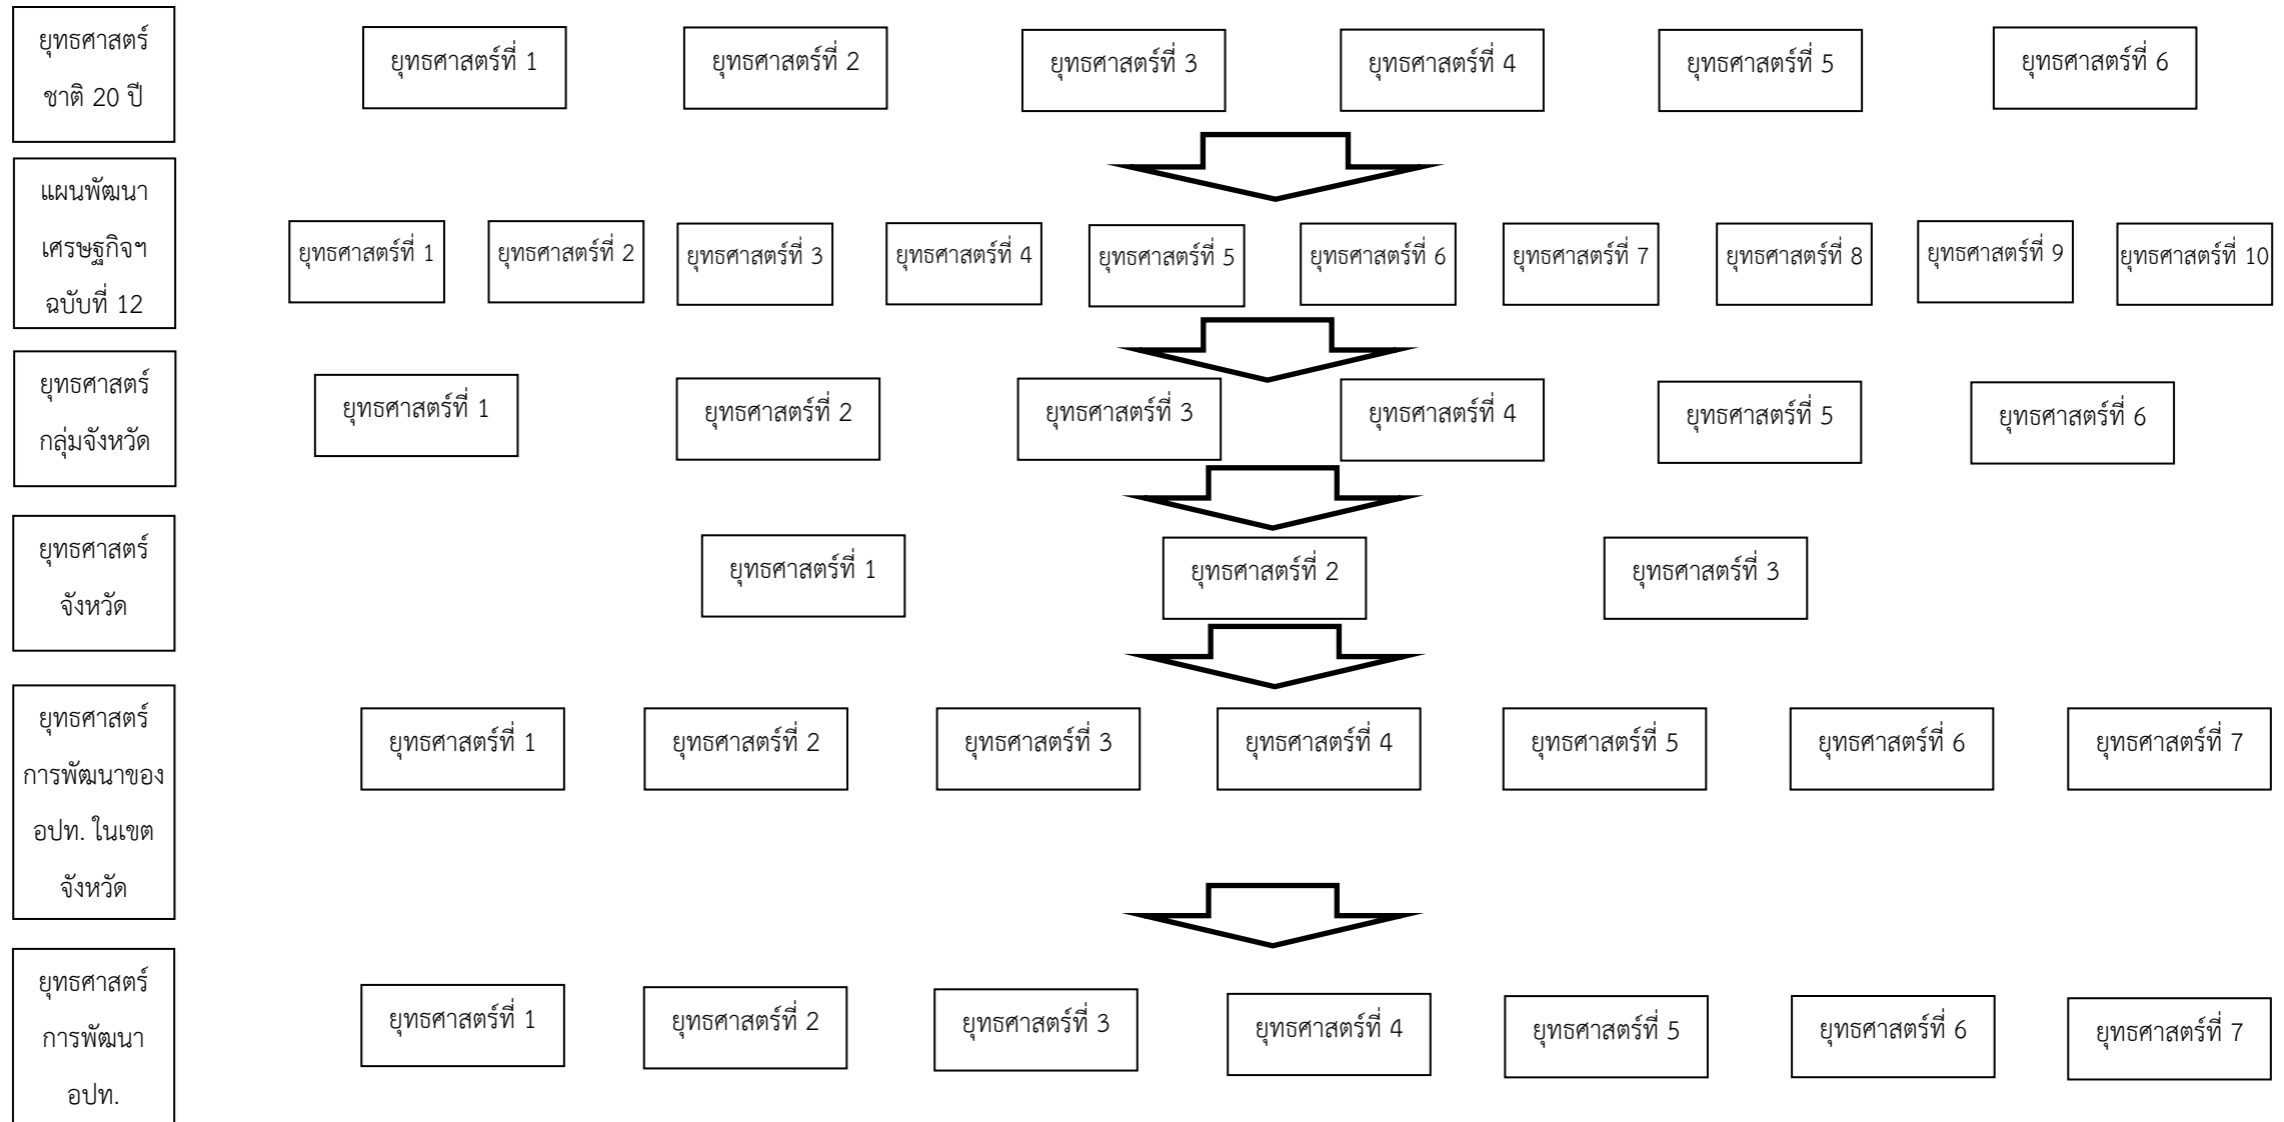 ยุทธศาสตร์
ชาติ 20 ปี
ยุทธศาสตร์ที่ 1
ยุทธศาสตร์ที่ 2
ยุทธศาสตร์ที่ 3
ยุทธศาสตร์ที่ 4
ยุทธศาสตร์ที่ 5
ยุทธศาสตร์ที่ 6
แผนพัฒนา
เศรษฐกิจฯ
ฉบับที่ 12
ยุทธศาสตร์ที่ 1
ยุทธศาสตร์ที่ 2
ยุทธศาสตร์ที่ 3
ยุทธศาสตร์ที่ 4
ยุทธศาสตร์ที่ 5
ยุทธศาสตร์ที่ 6
ยุทธศาสตร์ที่ 7
ยุทธศาสตร์ที่ 8
ยุทธศาสตร์ที่ 9
ยุทธศาสตร์ที่ 10
ยุทธศาสตร์
กลุ่มจังหวัด
ยุทธศาสตร์ที่ 1
ยุทธศาสตร์ที่ 2
ยุทธศาสตร์ที่ 3
ยุทธศาสตร์ที่ 4
ยุทธศาสตร์ที่ 5
ยุทธศาสตร์ที่ 6
ยุทธศาสตร์
จังหวัด
ยุทธศาสตร์ที่ 1
ยุทธศาสตร์ที่ 2
ยุทธศาสตร์ที่ 3
ยุทธศาสตร์
การพัฒนาของ
อปท. ในเขต
จังหวัด
ยุทธศาสตร์ที่ 1
ยุทธศาสตร์ที่ 2
ยุทธศาสตร์ที่ 3
ยุทธศาสตร์ที่ 4
ยุทธศาสตร์ที่ 5
ยุทธศาสตร์ที่ 6
ยุทธศาสตร์ที่ 7
ยุทธศาสตร์
การพัฒนา
อปท.
ยุทธศาสตร์ที่ 1
ยุทธศาสตร์ที่ 2
ยุทธศาสตร์ที่ 3
ยุทธศาสตร์ที่ 4
ยุทธศาสตร์ที่ 5
ยุทธศาสตร์ที่ 6
ยุทธศาสตร์ที่ 7